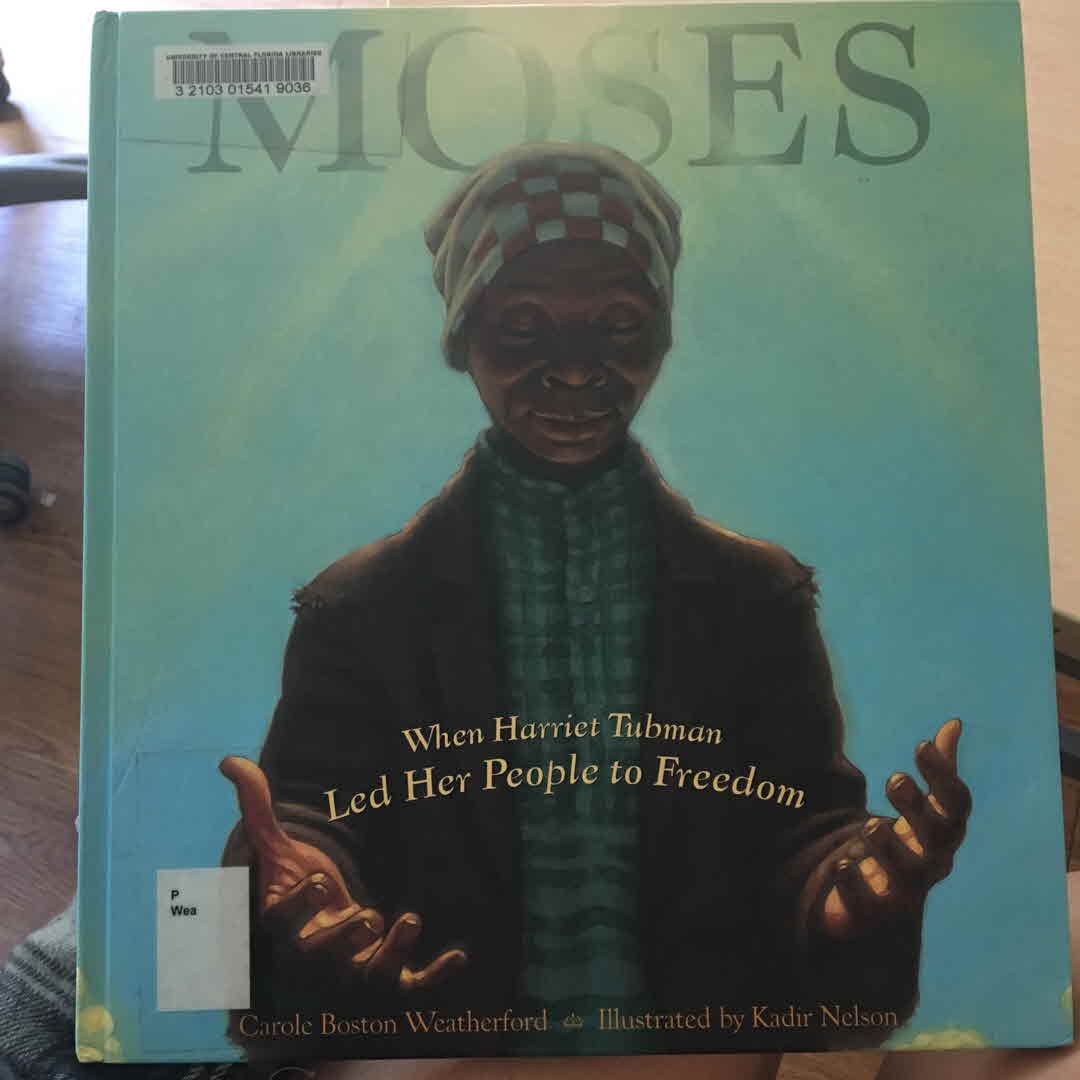 MOSES
UNIVERSITY OF CENTRAL FLORIDA LIBRARIES
3 2103 01541 9036
When Harriet Tubman
Led Her People to Freedom
P
Wea
Carole Boston Weatherford Illustrated by Kadir Nelson